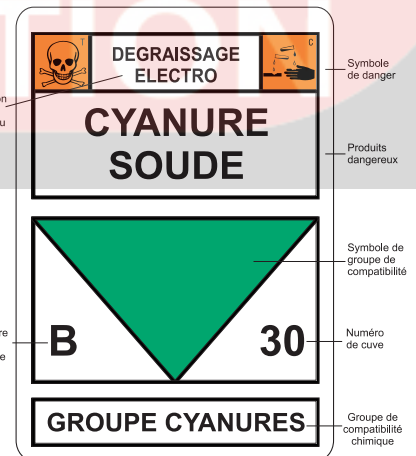 TION
T
C
DEGRAISSAGE
ELECTRO
CYANURE
SOUDE
Symbole
de danger
Produits
dangereux
Symbole de
groupe de
compatibilité
B
30
Numéro
de cuve
GROUPE CYANURES
Groupe de
compatibilité
chimique